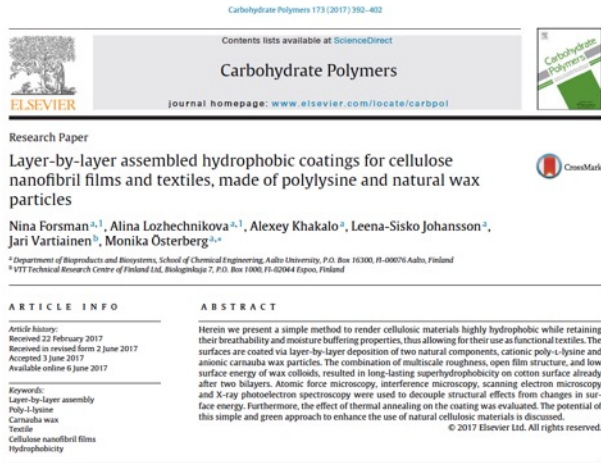 Carbohydrate Polymers 173 (2017) 392–402
Contents lists available at ScienceDirect
Carbohydrate Polymers
journal homepage: www.elsevier.com/locate/carbpol
ELSEVIER
Carbohydrate
Polymers
Research Paper
Layer-by-layer assembled hydrophobic coatings for cellulose
nanofibril films and textiles, made of polylysine and natural wax
particles
CrossMark
Nina Forsman a,1, Alina Lozhechnikova a,1, Alexey Khakalo a, Leena-Sisko Johansson a,
Jari Vartiainen b, Monika Österberg a,*
a Department of Bioproducts and Biosystems, School of Chemical Engineering, Aalto University, P.O. Box 16300, FI-00076 Aalto, Finland
b VTT Technical Research Centre of Finland Ltd, Biologinkuja 7, P.O. Box 1000, FI-02044 Espoo, Finland
ARTICLE INFO
Article history:
Received 22 February 2017
Received in revised form 2 June 2017
Accepted 3 June 2017
Available online 6 June 2017
Keywords:
Layer-by-layer assembly
Poly-l-lysine
Carnauba wax
Textile
Cellulose nanofibril films
Hydrophobicity
ABSTRACT
Herein we present a simple method to render cellulosic materials highly hydrophobic while retaining
their breathability and moisture buffering properties, thus allowing for their use as functional textiles. The
surfaces are coated via layer-by-layer deposition of two natural components, cationic poly-L-lysine and
anionic carnauba wax particles. The combination of multiscale roughness, open film structure, and low
surface energy of wax colloids, resulted in long-lasting superhydrophobicity on cotton surface already
after two bilayers. Atomic force microscopy, interference microscopy, scanning electron microscopy
and X-ray photoelectron spectroscopy were used to decouple structural effects from changes in sur-
face energy. Furthermore, the effect of thermal annealing on the coating was evaluated. The potential of
this simple and green approach to enhance the use of natural cellulosic materials is discussed.
© 2017 Elsevier Ltd. All rights reserved.